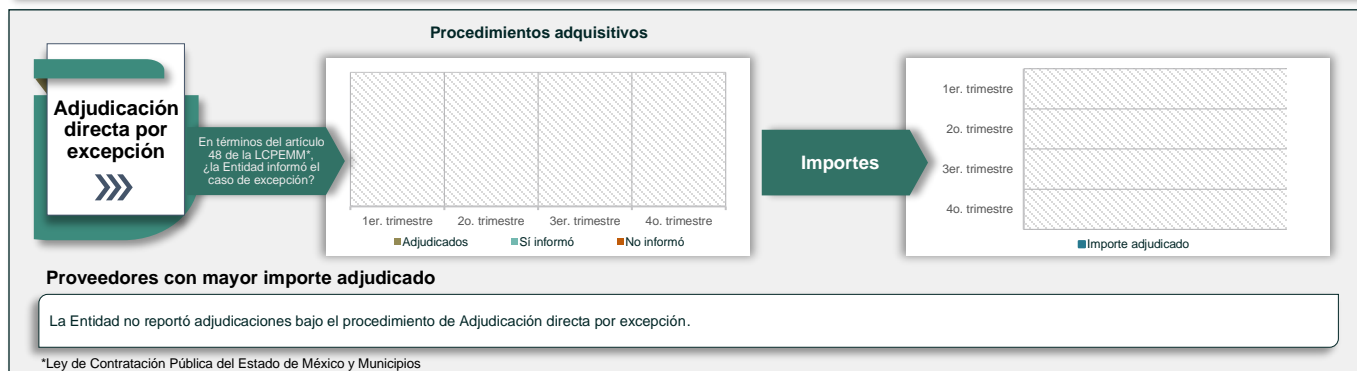 Procedimientos adquisitivos
Adjudicación
directa por
excepción
En términos del artículo
48 de la LCPEMM*,
¿la Entidad informó el
caso de excepción?
1er. trimestre
2o. trimestre
3er. trimestre
4o. trimestre
Adjudicados
Sí informó
No informó
Importes
1er. trimestre
2o. trimestre
3er. trimestre
4o. trimestre
Importe adjudicado
Proveedores con mayor importe adjudicado
La Entidad no reportó adjudicaciones bajo el procedimiento de Adjudicación directa por excepción.
*Ley de Contratación Pública del Estado de México y Municipios